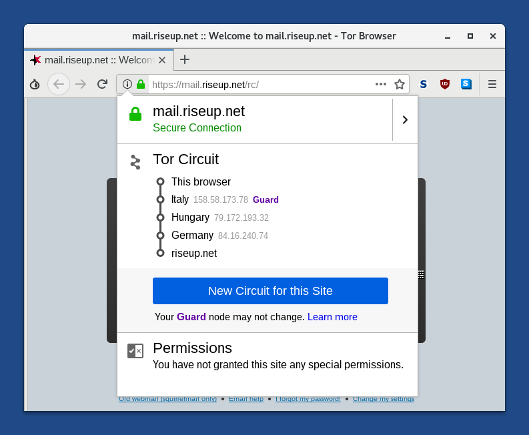 mail.riseup.net :: Welcome to mail.riseup.net - Tor Browser
mail.riseup.net :: Welcom
https://mail.riseup.net/rc/
S
S
mail.riseup.net
Secure Connection
Tor Circuit
This browser
Italy 158.58.173.78 Guard
Hungary 79.172.193.32
Germany 84.16.240.74
riseup.net
New Circuit for this Site
Your Guard node may not change. Learn more
Permissions
You have not granted this site any special permissions.
Old webmail (squirrelmail only) • Email help • I forgot my password! • Change my settings